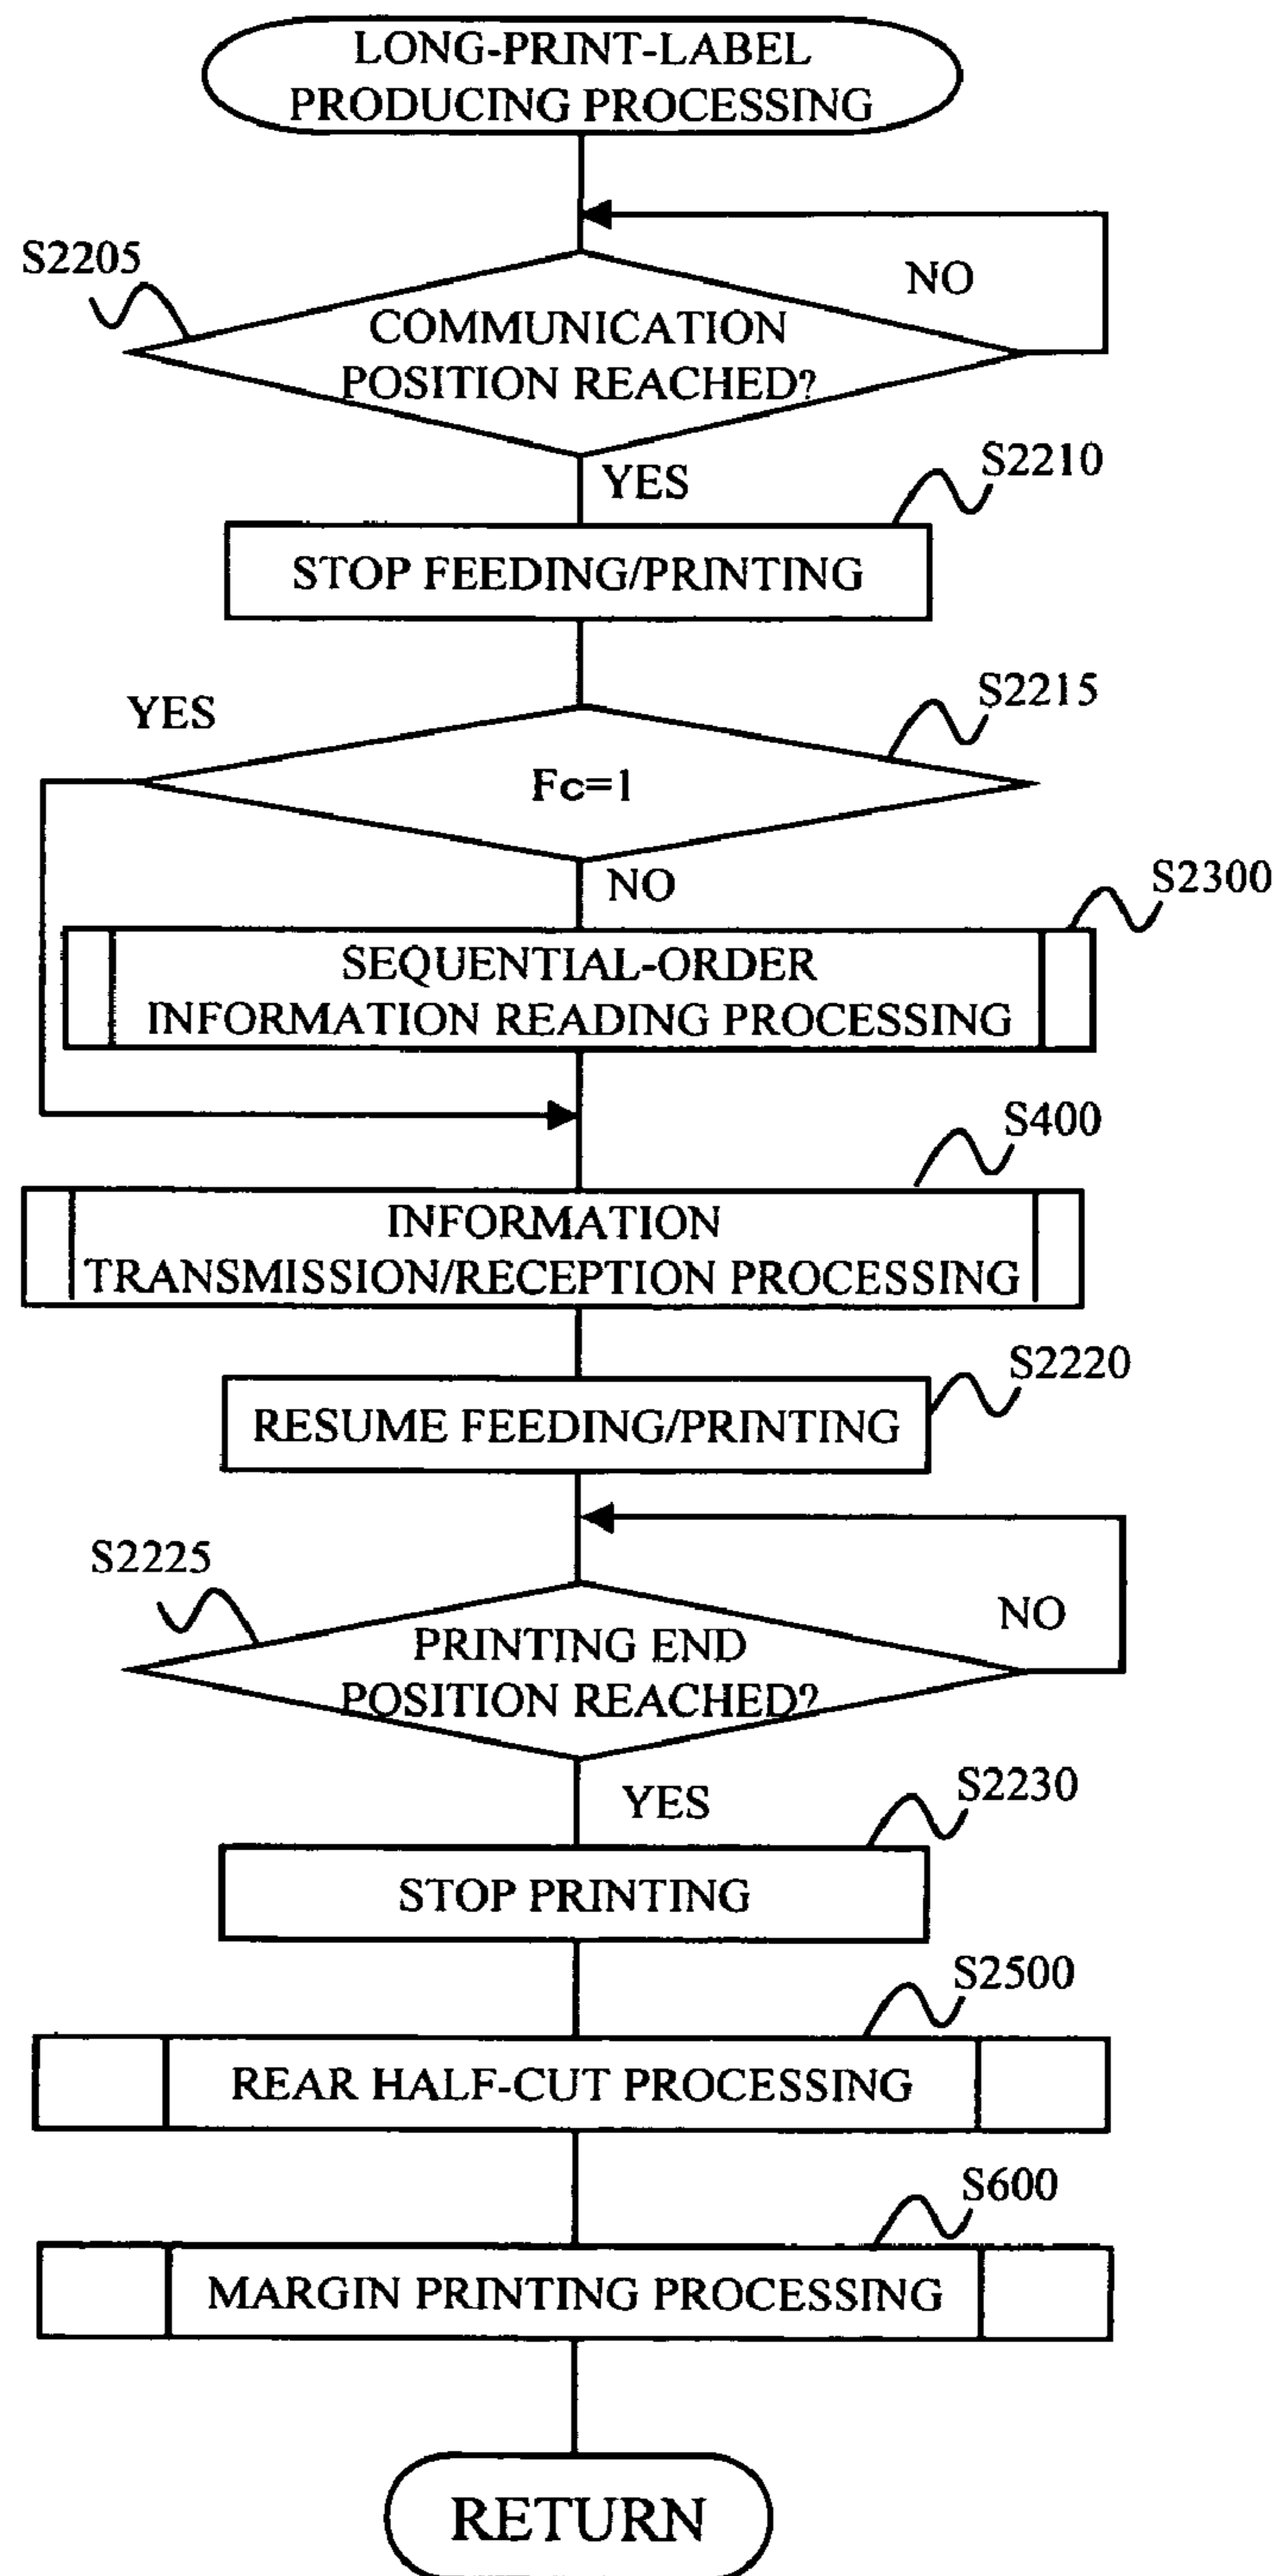 LONG-PRINT-LABEL
PRODUCING PROCESSING
S2205
NO
COMMUNICATION
POSITION REACHED?
YES
S2210
STOP FEEDING/PRINTING
YES
S2215
Fc=1
NO
S2300
SEQUENTIAL-ORDER
INFORMATION READING PROCESSING
S400
INFORMATION
TRANSMISSION/RECEPTION PROCESSING
S2220
RESUME FEEDING/PRINTING
S2225
NO
PRINTING END
POSITION REACHED?
YES
S2230
STOP PRINTING
S2500
REAR HALF-CUT PROCESSING
S600
MARGIN PRINTING PROCESSING
RETURN